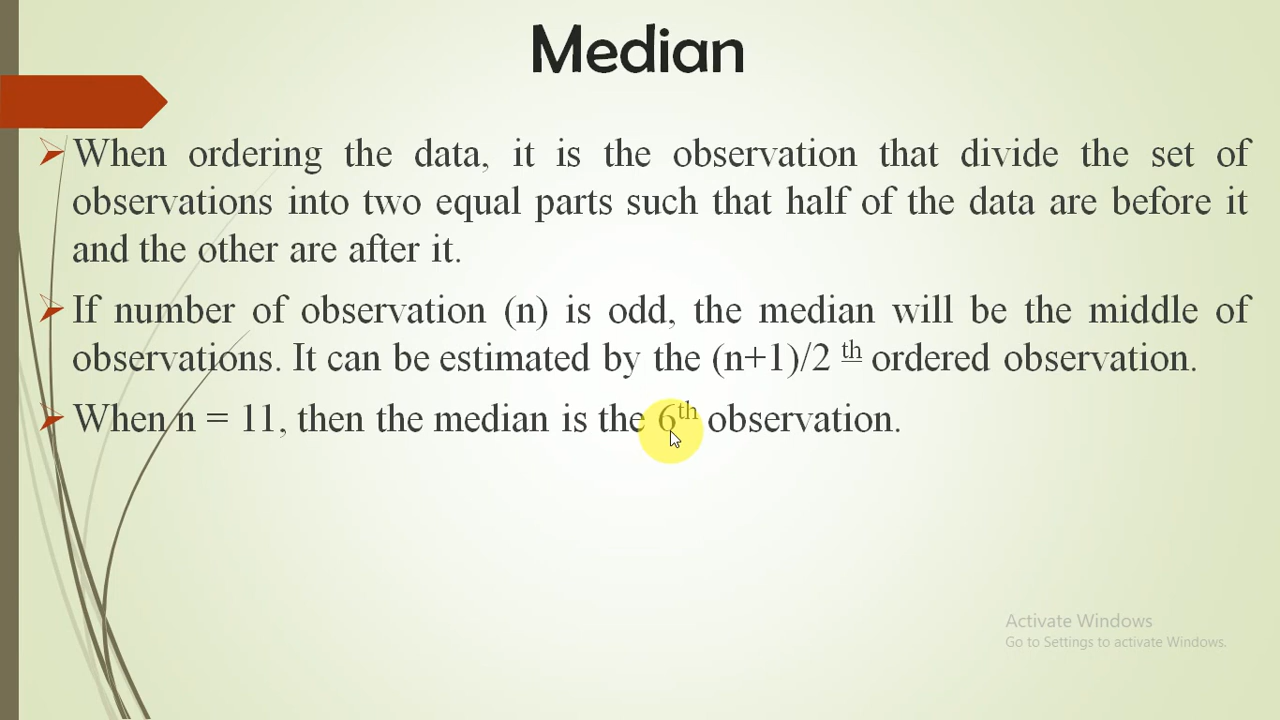 Median
When ordering the data, it is the observation that divide the set of
observations into two equal parts such that half of the data are before it
and the other are after it.
If number of observation (n) is odd, the median will be the middle of
observations. It can be estimated by the (n+1)/2 th ordered observation.
When n = 11, then the median is the 6th observation.
Activate Windows
Go to Settings to activate Windows.